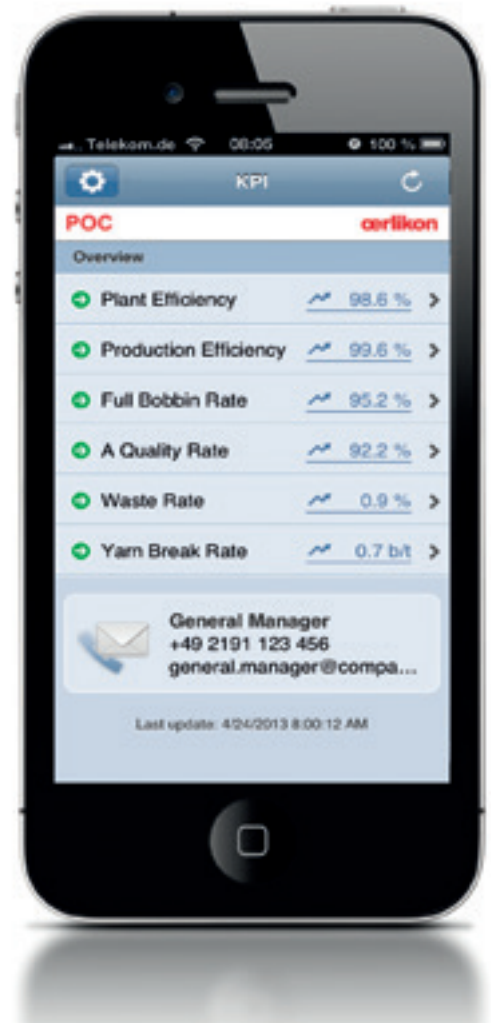 Telekom.de 08:05 100 %
KPI
POC œrlikon
Overview
Plant Efficiency 98.6 %
Production Efficiency 99.6 %
Full Bobbin Rate 95.2 %
A Quality Rate 92.2 %
Waste Rate 0.9 %
Yarn Break Rate 0.7 b/t
General Manager
+49 2191 123 456
general.manager@compa...
Last update: 4/24/2013 8:00:12 AM